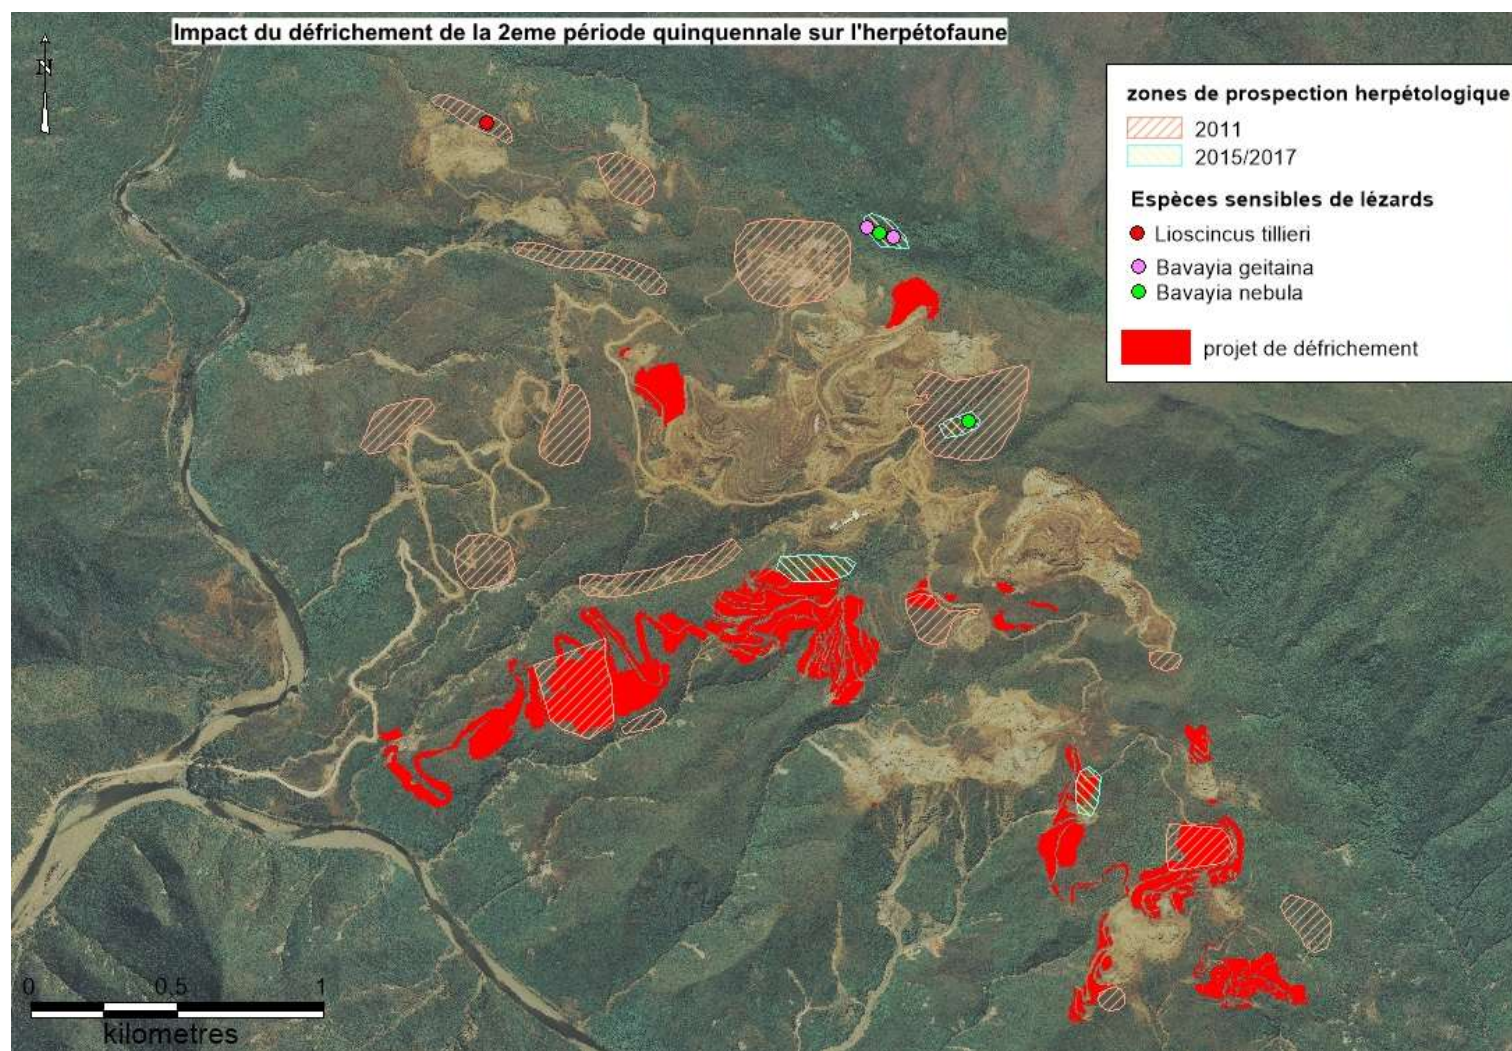 Impact du défrichement de la 2eme période quinquennale sur l'herpétofaune
N
zones de prospection herpétologique
2011
2015/2017
Espèces sensibles de lézards
Lioscincus tillieri
Bavayia geitaina
Bavayia nebula
projet de défrichement
0 0,5 1
kilometres